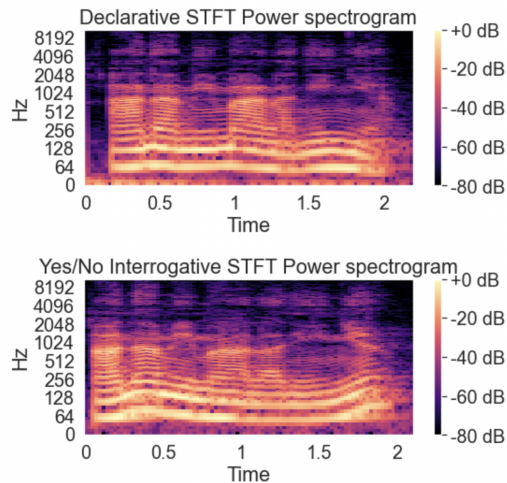 Declarative STFT Power spectrogram
8192
4096
2048
1024
512
256
128
64
0
Hz
0 0.5 1 1.5 2
Time
+0 dB
-20 dB
-40 dB
-60 dB
-80 dB
Yes/No Interrogative STFT Power spectrogram
8192
4096
2048
1024
512
256
128
64
0
Hz
0 0.5 1 1.5 2
Time
+0 dB
-20 dB
-40 dB
-60 dB
-80 dB